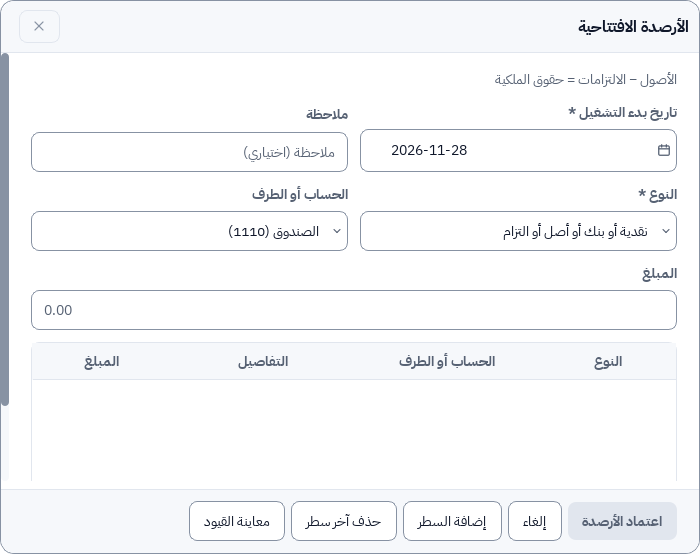 الأرصدة الافتتاحية
الأصول − الالتزامات = حقوق الملكية
تاريخ بدء التشغيل *
ملاحظة
2026-11-28
ملاحظة (اختياري)
النوع *
الحساب أو الطرف
نقدية أو بنك أو أصل أو التزام
الصندوق (1110)
المبلغ
0.00
النوع الحساب أو الطرف التفاصيل المبلغ
اعتماد الأرصدة
إلغاء
إضافة السطر
حذف آخر سطر
معاينة القيود